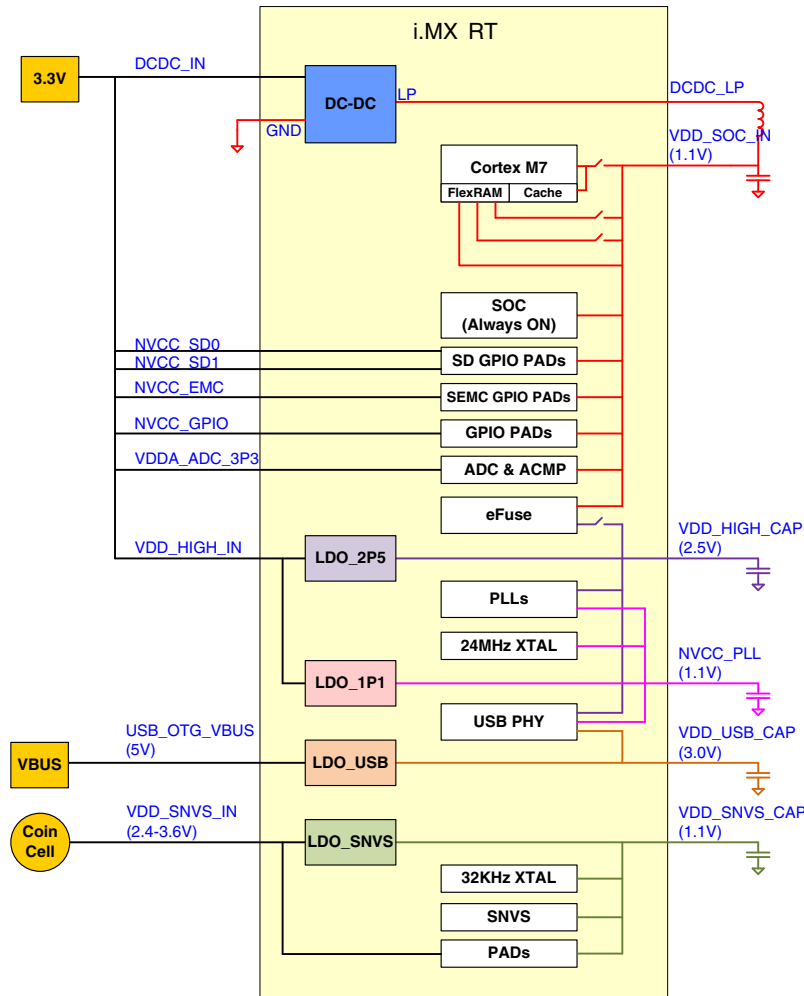 i.MX RT
3.3V
DCDC_IN
DC-DC
LP
GND
DCDC_LP
VDD_SOC_IN
(1.1V)
Cortex M7
FlexRAM
Cache
SOC
(Always ON)
NVCC_SD0
NVCC_SD1
SD GPIO PADs
NVCC_EMC
SEMC GPIO PADs
NVCC_GPIO
GPIO PADs
VDDA_ADC_3P3
ADC & ACMP
eFuse
VDD_HIGH_IN
LDO_2P5
VDD_HIGH_CAP
(2.5V)
PLLs
24MHz XTAL
LDO_1P1
NVCC_PLL
(1.1V)
USB PHY
VBUS
USB_OTG_VBUS
(5V)
LDO_USB
VDD_USB_CAP
(3.0V)
Coin
Cell
VDD_SNVS_IN
(2.4-3.6V)
LDO_SNVS
VDD_SNVS_CAP
(1.1V)
32KHz XTAL
SNVS
PADs